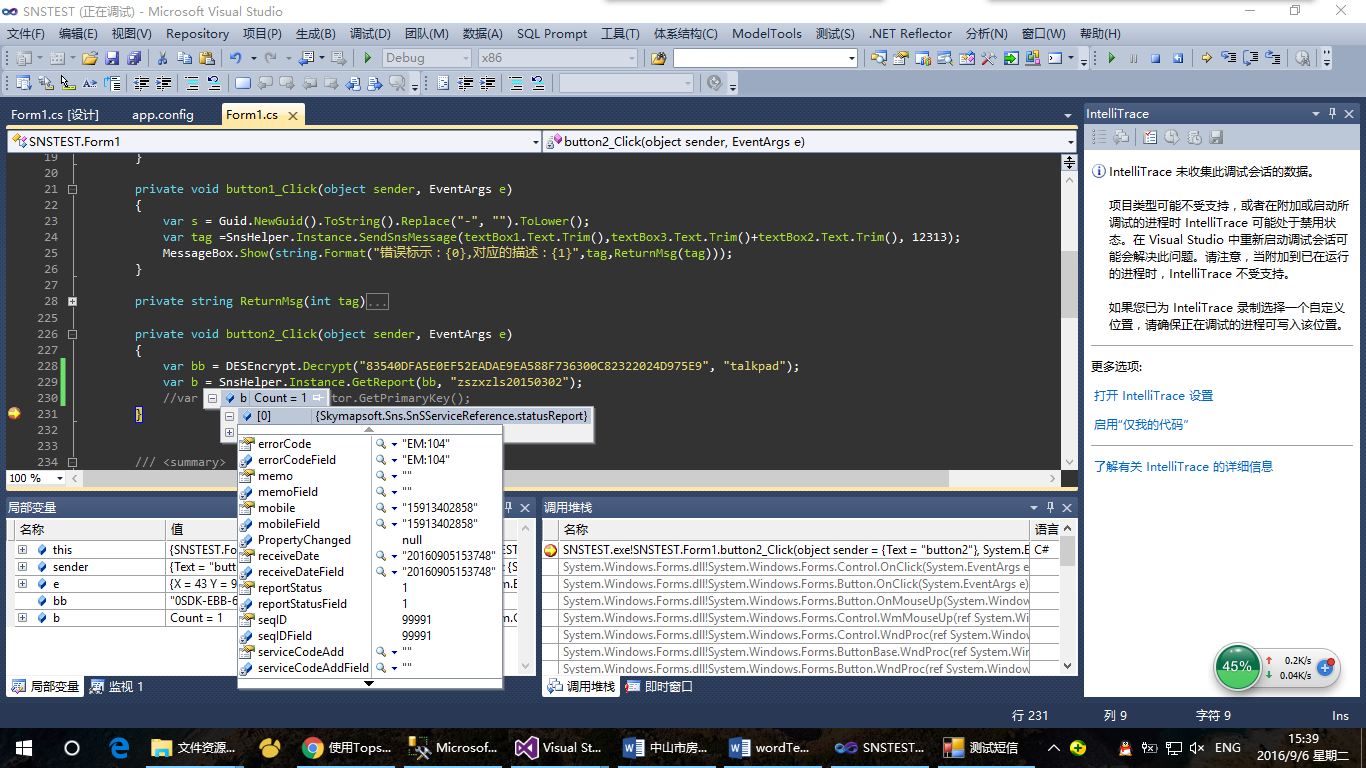 SNSTEST (正在调试) - Microsoft Visual Studio
文件(F) 编辑(E) 视图(V) Repository 项目(P) 生成(B) 调试(D) 团队(M) 数据(A) SQL Prompt 工具(T) 体系结构(C) ModelTools 测试(S) .NET Reflector 分析(N) 窗口(W) 帮助(H)
Debug x86
Form1.cs [设计] app.config Form1.cs
SNSTEST.Form1 button2_Click(object sender, EventArgs e)
19 }
20
21 private void button1_Click(object sender, EventArgs e)
22 {
23 var s = Guid.NewGuid().ToString().Replace("-", "").ToLower();
24 var tag =SnsHelper.Instance.SendSnsMessage(textBox1.Text.Trim(),textBox3.Text.Trim()+textBox2.Text.Trim(), 12313);
25 MessageBox.Show(string.Format("错误标示：{0},对应的描述：{1}",tag,ReturnMsg(tag)));
26 }
27
28 private string ReturnMsg(int tag)...
225
226 private void button2_Click(object sender, EventArgs e)
227 {
228 var bb = DESEncrypt.Decrypt("83540DFA5E0EF52EADAE9EA588F736300C82322024D975E9", "talkpad");
229 var b = SnsHelper.Instance.GetReport(bb, "zszxzls20150302");
230 //var tor.GetPrimaryKey();
b Count = 1
231 }
[0] {Skymapsoft.Sns.SnSServiceReference.statusReport}
232
233
234 /// <summary>
100 %
errorCode "EM:104"
errorCodeField "EM:104"
memo ""
memoField ""
mobile "15913402858"
mobileField "15913402858"
PropertyChanged null
receiveDate "20160905153748"
receiveDateField "20160905153748"
reportStatus 1
reportStatusField 1
seqID 99991
seqIDField 99991
serviceCodeAdd ""
serviceCodeAddField ""
局部变量
名称 值
this {SNSTEST.Fo
sender {Text = "butt
e {X = 43 Y = 9
bb "0SDK-EBB-6
b Count = 1
局部变量 监视 1
调用堆栈
名称 语言
SNSTEST.exe!SNSTEST.Form1.button2_Click(object sender = {Text = "button2"}, System.E C#
System.Windows.Forms.dll!System.Windows.Forms.Control.OnClick(System.EventArgs e
System.Windows.Forms.dll!System.Windows.Forms.Button.OnClick(System.EventArgs e)
System.Windows.Forms.dll!System.Windows.Forms.Button.OnMouseUp(System.Window
System.Windows.Forms.dll!System.Windows.Forms.Control.WmMouseUp(ref System.Wi
System.Windows.Forms.dll!System.Windows.Forms.Control.WndProc(ref System.Windo
System.Windows.Forms.dll!System.Windows.Forms.ButtonBase.WndProc(ref System.Win
System.Windows.Forms.dll!System.Windows.Forms.Button.WndProc(ref System.Window
调用堆栈 即时窗口
IntelliTrace
IntelliTrace 未收集此调试会话的数据。
项目类型可能不受支持，或者在附加或启动所
调试的进程时 IntelliTrace 可能处于禁用状
态。在 Visual Studio 中重新启动调试会话可
能会解决此问题。请注意，当附加到已在运行
的进程时，IntelliTrace 不受支持。
如果您已为 InteliTrace 录制选择一个自定义
位置，请确保正在调试的进程可写入该位置。
更多选项:
打开 IntelliTrace 设置
启用“仅我的代码”
了解有关 IntelliTrace 的详细信息
45% 0.2K/s
0.04K/s
行 231 列 9 字符 9 Ins
文件资源... 使用Tops... Microsof... Visual St... 中山市房... wordTe... SNSTEST... 测试短信 ENG
15:39
2016/9/6 星期二